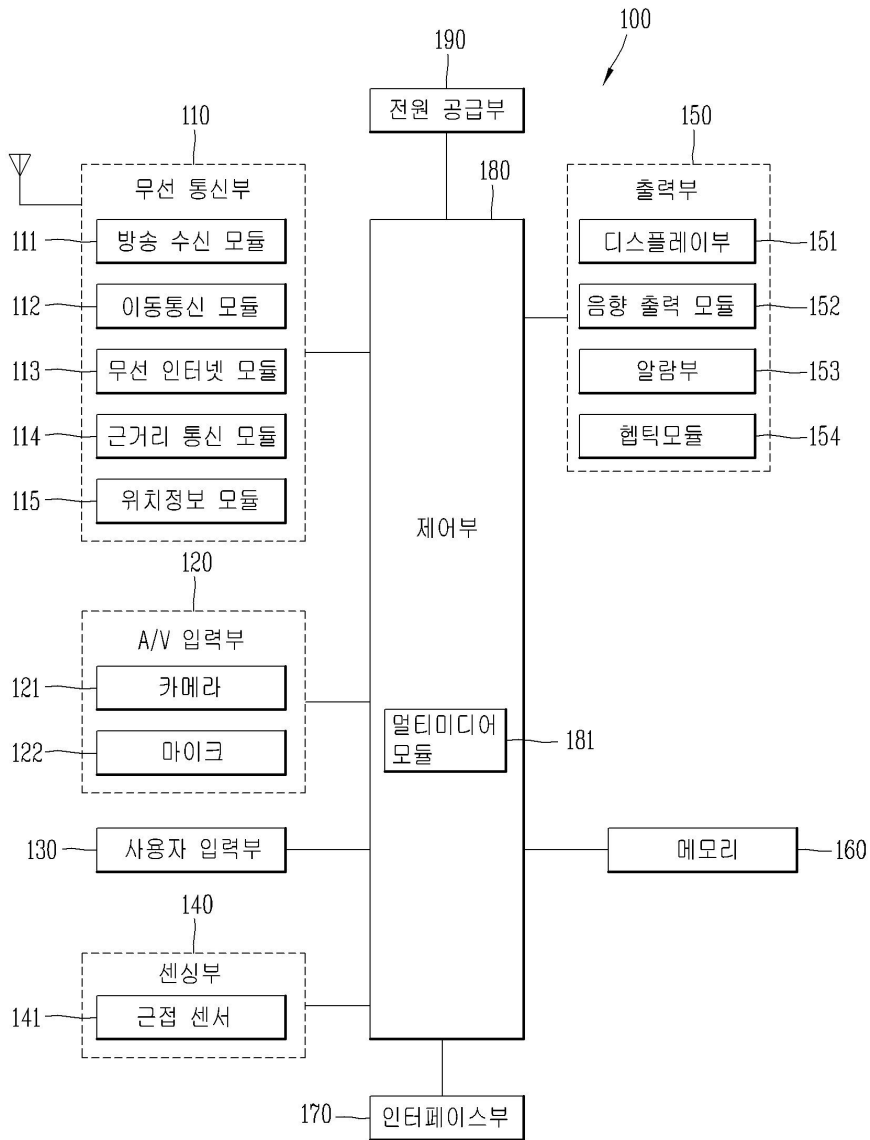 100
190
전원 공급부
110
무선 통신부
111
방송 수신 모듈
112
이동통신 모듈
113
무선 인터넷 모듈
114
근거리 통신 모듈
115
위치정보 모듈
120
A/V 입력부
121
카메라
122
마이크
130
사용자 입력부
140
센싱부
141
근접 센서
180
제어부
멀티미디어
모듈
181
150
출력부
디스플레이부
151
음향 출력 모듈
152
알람부
153
헵틱모듈
154
메모리
160
170
인터페이스부